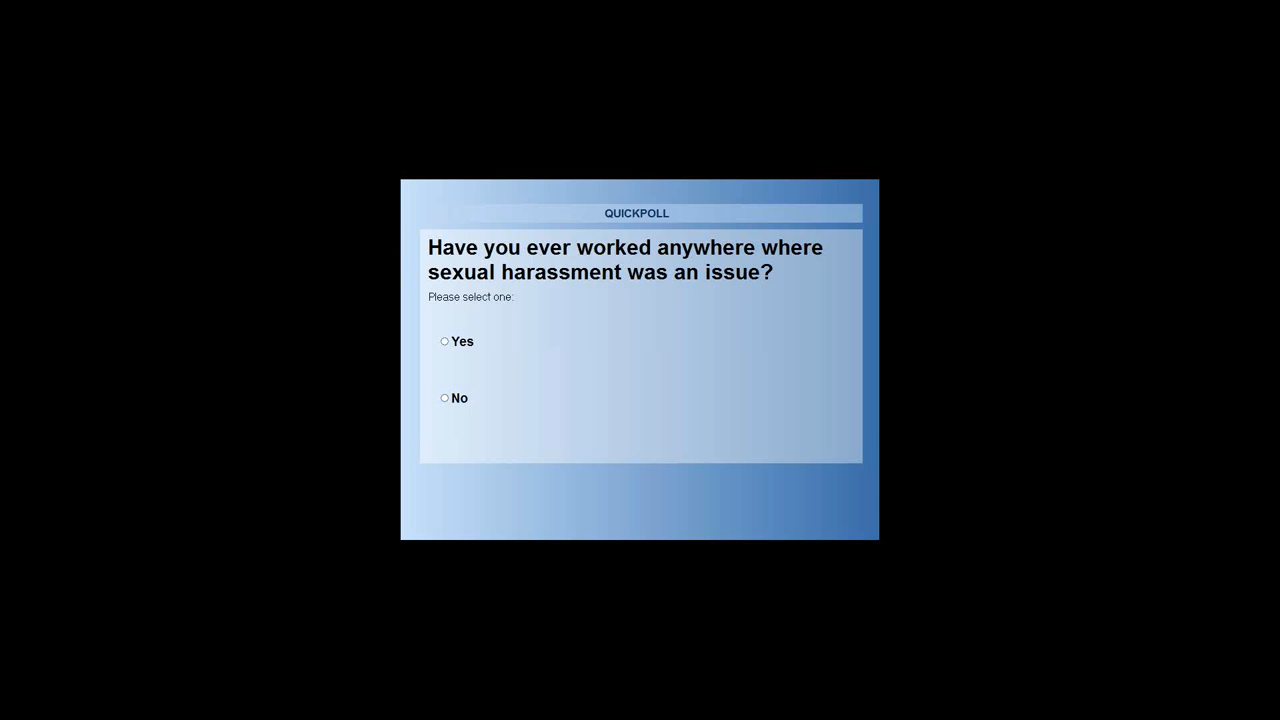 QUICKPOLL
Have you ever worked anywhere where
sexual harassment was an issue?
Please select one:
Yes
No